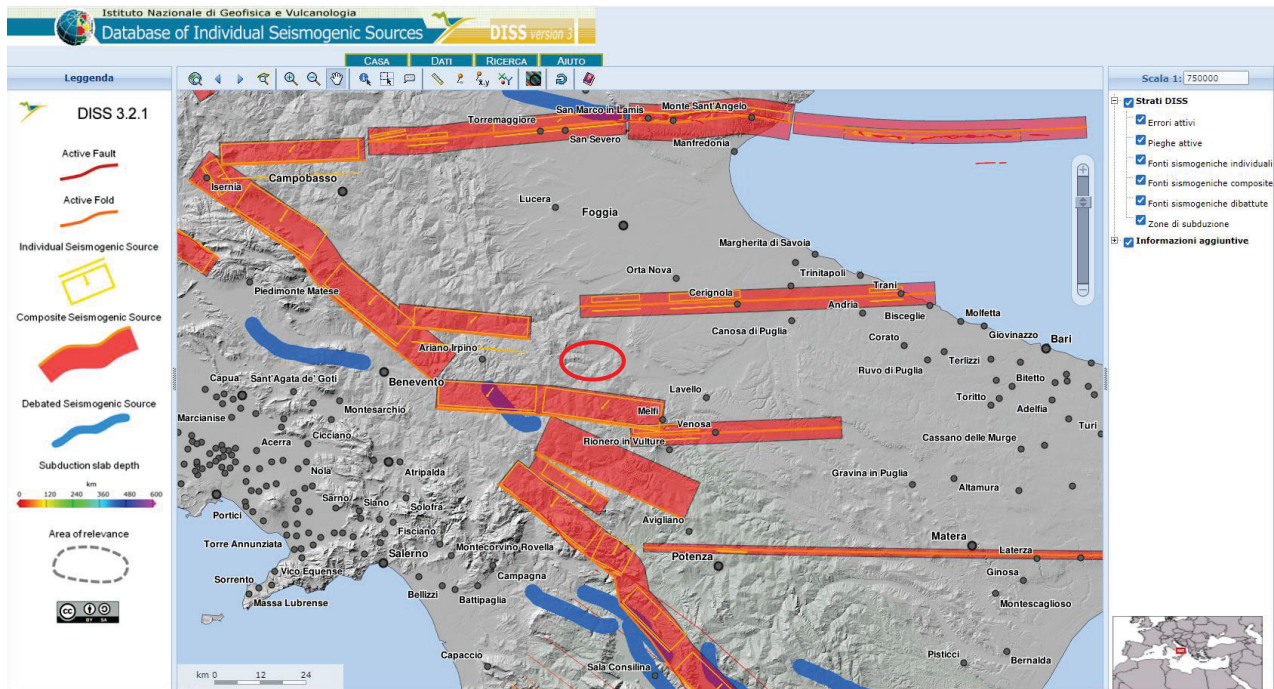 Istituto Nazionale di Geofisica e Vulcanologia
Database of Individual Seismogenic Sources
DISS version 3
CASA
DATI
RICERCA
AIUTO
Leggenda
Scala 1: 750000
DISS 3.2.1
Active Fault
Active Fold
Individual Seismogenic Source
Composite Seismogenic Source
Debated Seismogenic Source
Subduction slab depth
km
0 120 240 360 480 600
Area of relevance
cc BY SA
San Marco in Lamis
Monte Sant'Angelo
Torremaggiore
San Severo
Manfredonia
Isernia
Campobasso
Lucera
Foggia
Margherita di Savoia
Orta Nova
Trinitapoli
Piedimonte Matese
Cerignola
Trani
Andria
Bisceglie
Molfetta
Canosa di Puglia
Giovinazzo
Corato
Bari
Ariano Irpino
Terlizzi
Ruvo di Puglia
Bitetto
Benevento
Capua
Sant'Agata de' Goti
Lavello
Toritto
Adelfia
Montesarchio
Melfi
Marcianise
Venosa
Turi
Acerra
Cicciano
Rionero in Vulture
Cassano delle Murge
Nola
Atripalda
Gravina in Puglia
Altamura
Sarno
Siano
Solofra
Portici
Avigliano
Fisciano
Matera
Torre Annunziata
Salerno
Montecorvino Rovella
Potenza
Laterza
Vico Equense
Campagna
Ginosa
Sorrento
Massa Lubrense
Bellizzi
Battipaglia
Montescaglioso
Capaccio
Sala Consilina
Pisticci
Bernalda
km 0 12 24
Strati DISS
Errori attivi
Pieghe attive
Fonti sismogeniche individuali
Fonti sismogeniche composite
Fonti sismogeniche dibattute
Zone di subduzione
Informazioni aggiuntive